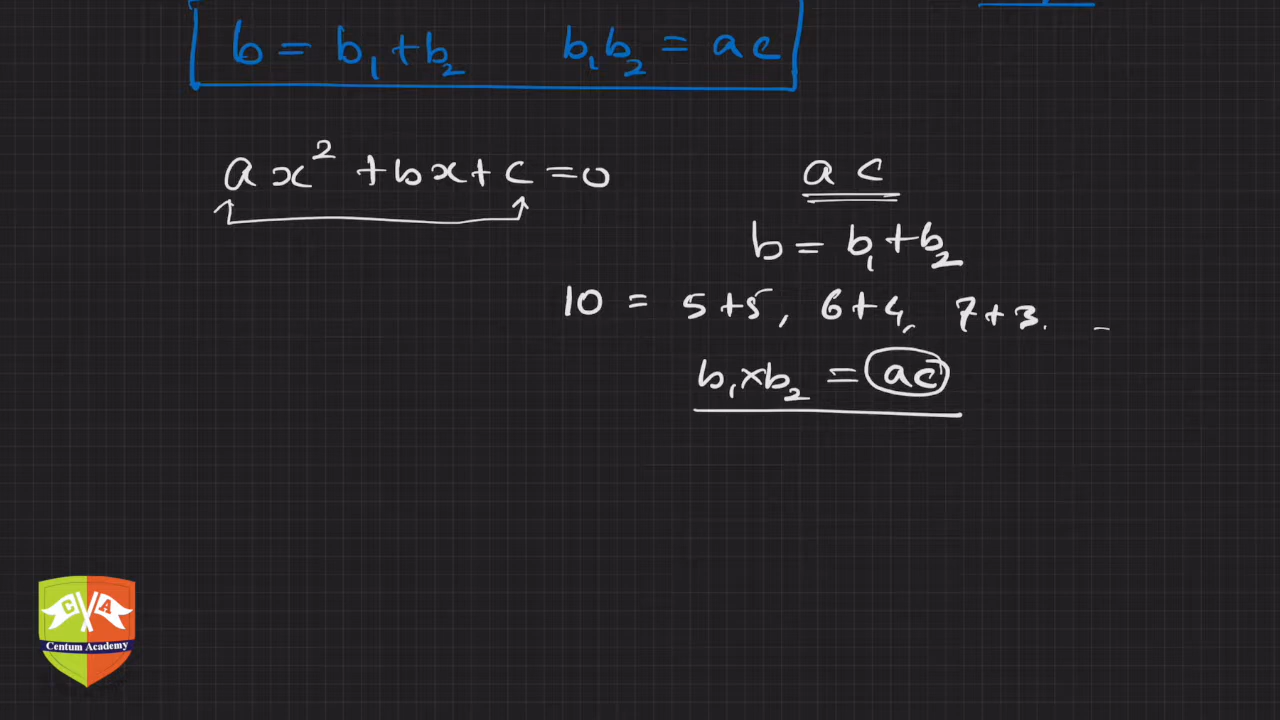 b = b₁+b₂ b₁b₂ = ac
ax² + bx + c = 0
ac
b = b₁+b₂
10 = 5+5, 6+4, 7+3. –
b₁×b₂ = ac
C A
Centum Academy